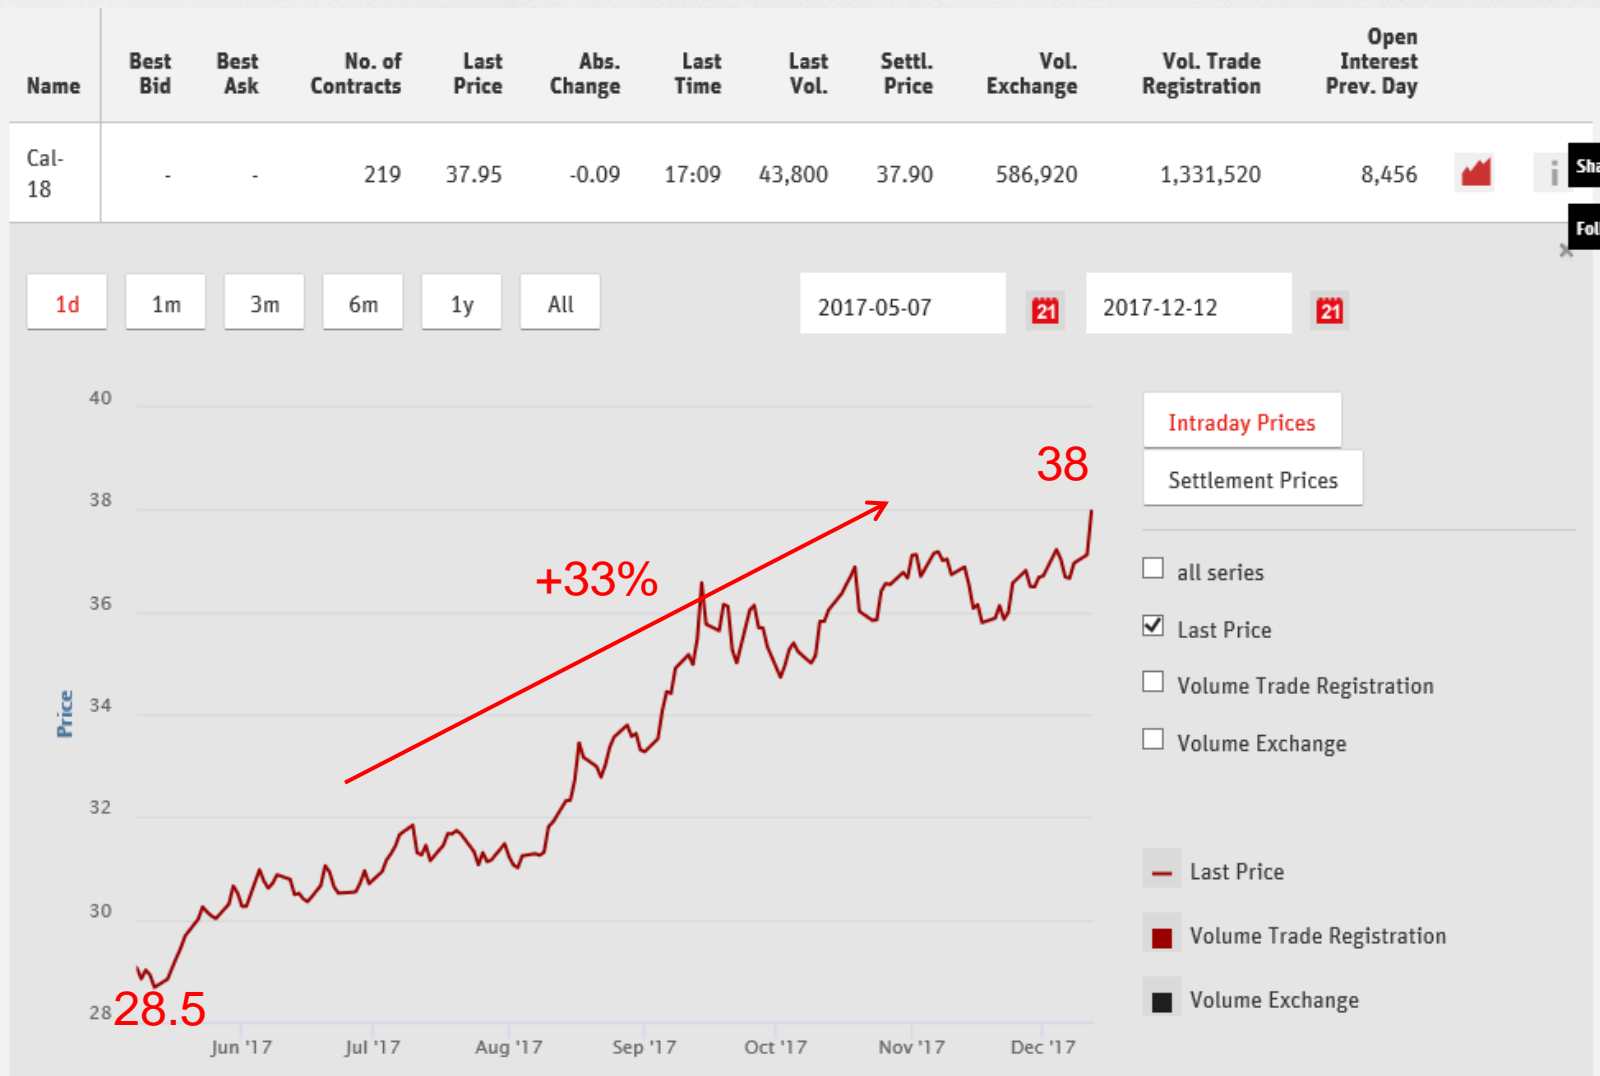 Name Best Bid Best Ask No. of Contracts Last Price Abs. Change Last Time Last Vol. Settl. Price Vol. Exchange Vol. Trade Registration Open Interest Prev. Day
Cal-18 - - 219 37.95 -0.09 17:09 43,800 37.90 586,920 1,331,520 8,456
Sha
Fol
1d 1m 3m 6m 1y All 2017-05-07 21 2017-12-12 21
Intraday Prices
Settlement Prices
all series
Last Price
Volume Trade Registration
Volume Exchange
Last Price
Volume Trade Registration
Volume Exchange
Price
40
38
36
34
32
30
28
38
+33%
28.5
Jun '17 Jul '17 Aug '17 Sep '17 Oct '17 Nov '17 Dec '17